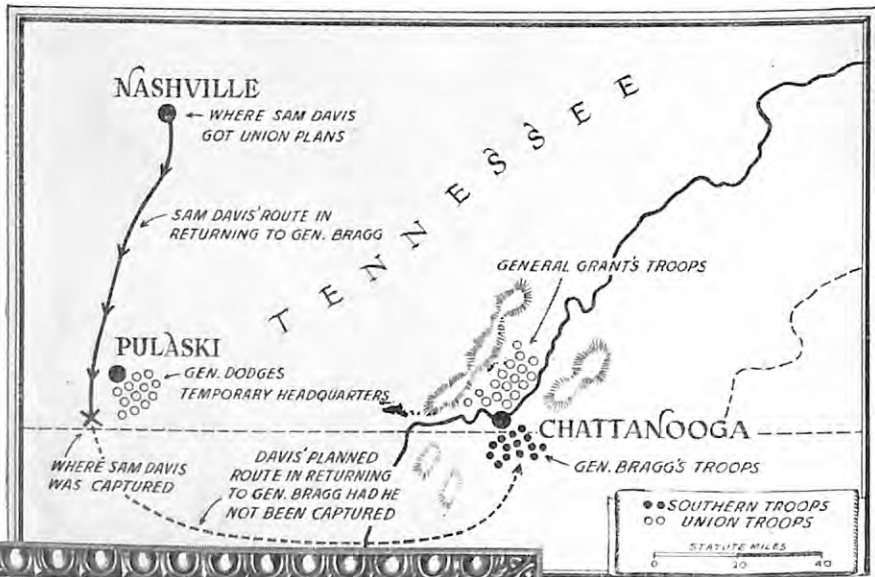 NASHVILLE
WHERE SAM DAVIS
GOT UNION PLANS
TENNESSEE
SAM DAVIS' ROUTE IN
RETURNING TO GEN. BRAGG
GENERAL GRANT'S TROOPS
PULASKI
GEN. DODGES
TEMPORARY HEADQUARTERS
CHATTANOOGA
WHERE SAM DAVIS
WAS CAPTURED
DAVIS' PLANNED
ROUTE IN RETURNING
TO GEN. BRAGG HAD HE
NOT BEEN CAPTURED
GEN. BRAGG'S TROOPS
SOUTHERN TROOPS
UNION TROOPS
STATUTE MILES
0 20 40